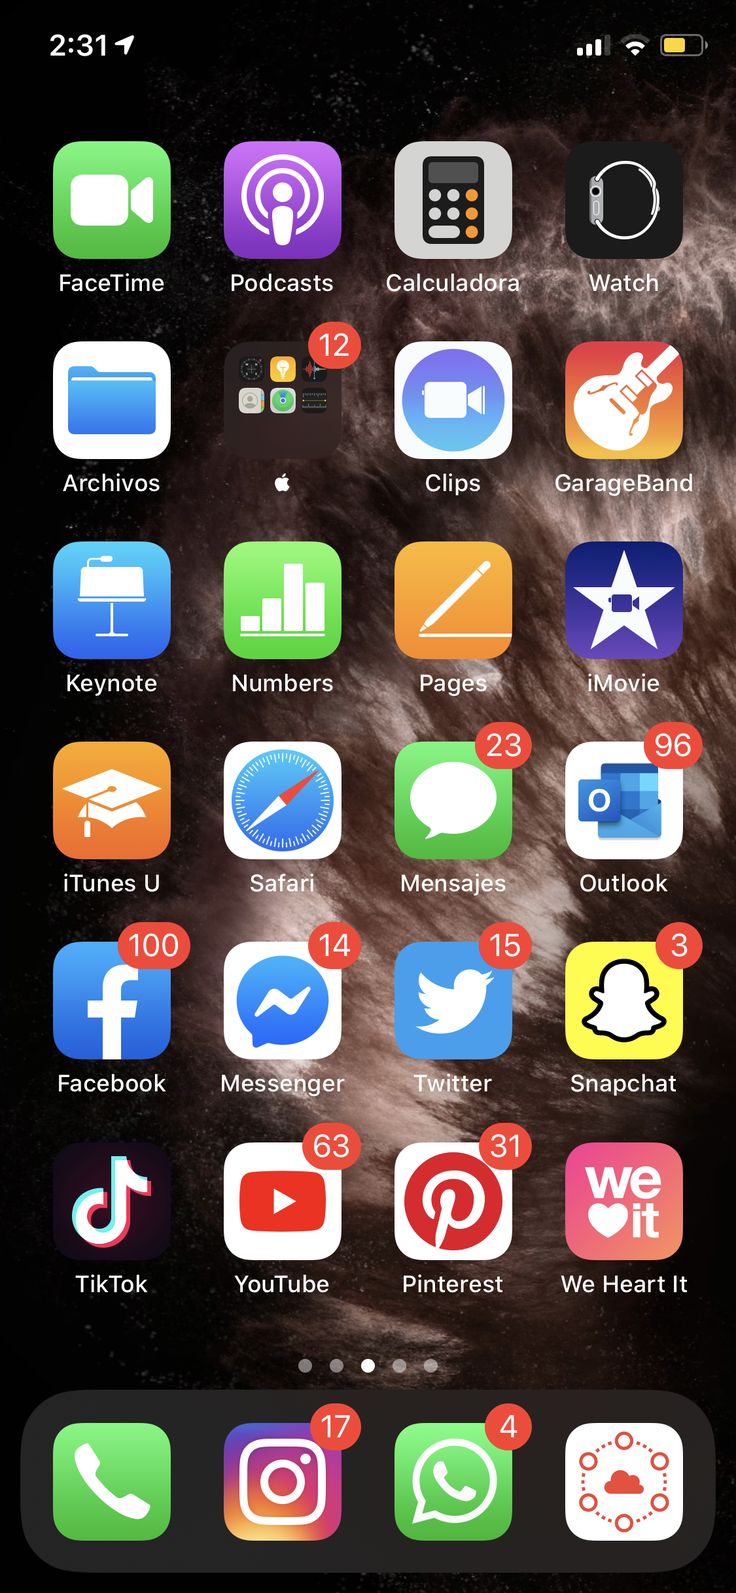 2:31
FaceTime
Podcasts
Calculadora
Watch
12
Archivos
Clips
GarageBand
Keynote
Numbers
Pages
iMovie
23
96
O
iTunes U
Safari
Mensajes
Outlook
100
14
15
3
f
Facebook
Messenger
Twitter
Snapchat
63
31
we
it
TikTok
YouTube
Pinterest
We Heart It
17
4